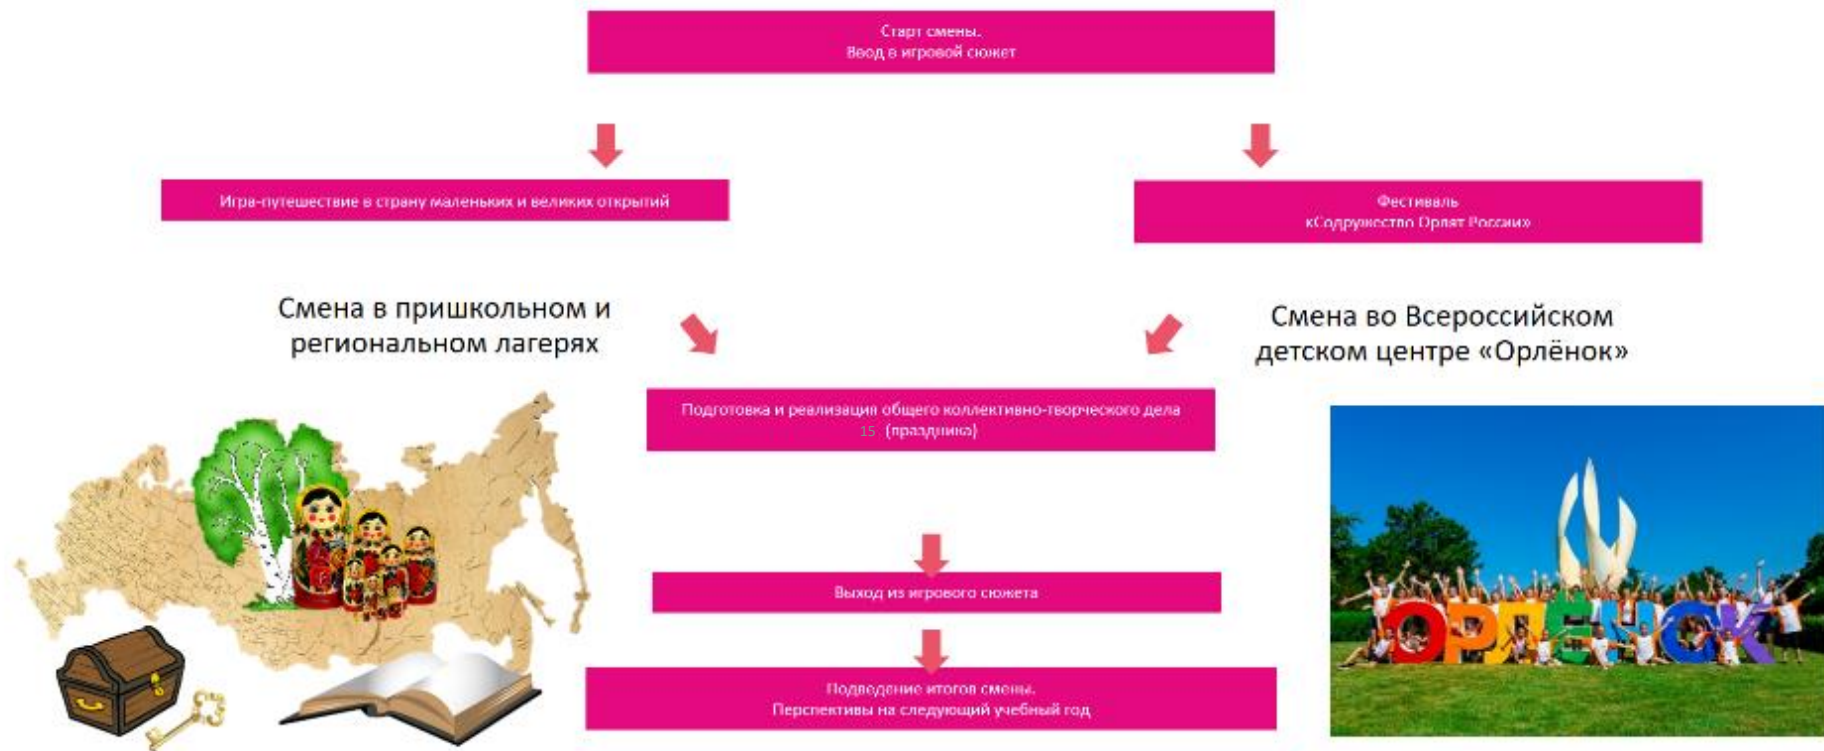 Старт смены.
Ввод в игровой сюжет
Игра-путешествие в страну маленьких и великих открытий
Фестиваль
«Содружество Орлят России»
Смена в пришкольном и
региональном лагерях
Смена во Всероссийском
детском центре «Орлёнок»
Подготовка и реализация общего коллективно-творческого дела
15 (праздника)
ОРЛЁНОК
Выход из игрового сюжета
Подведение итогов смены.
Перспективы на следующий учебный год